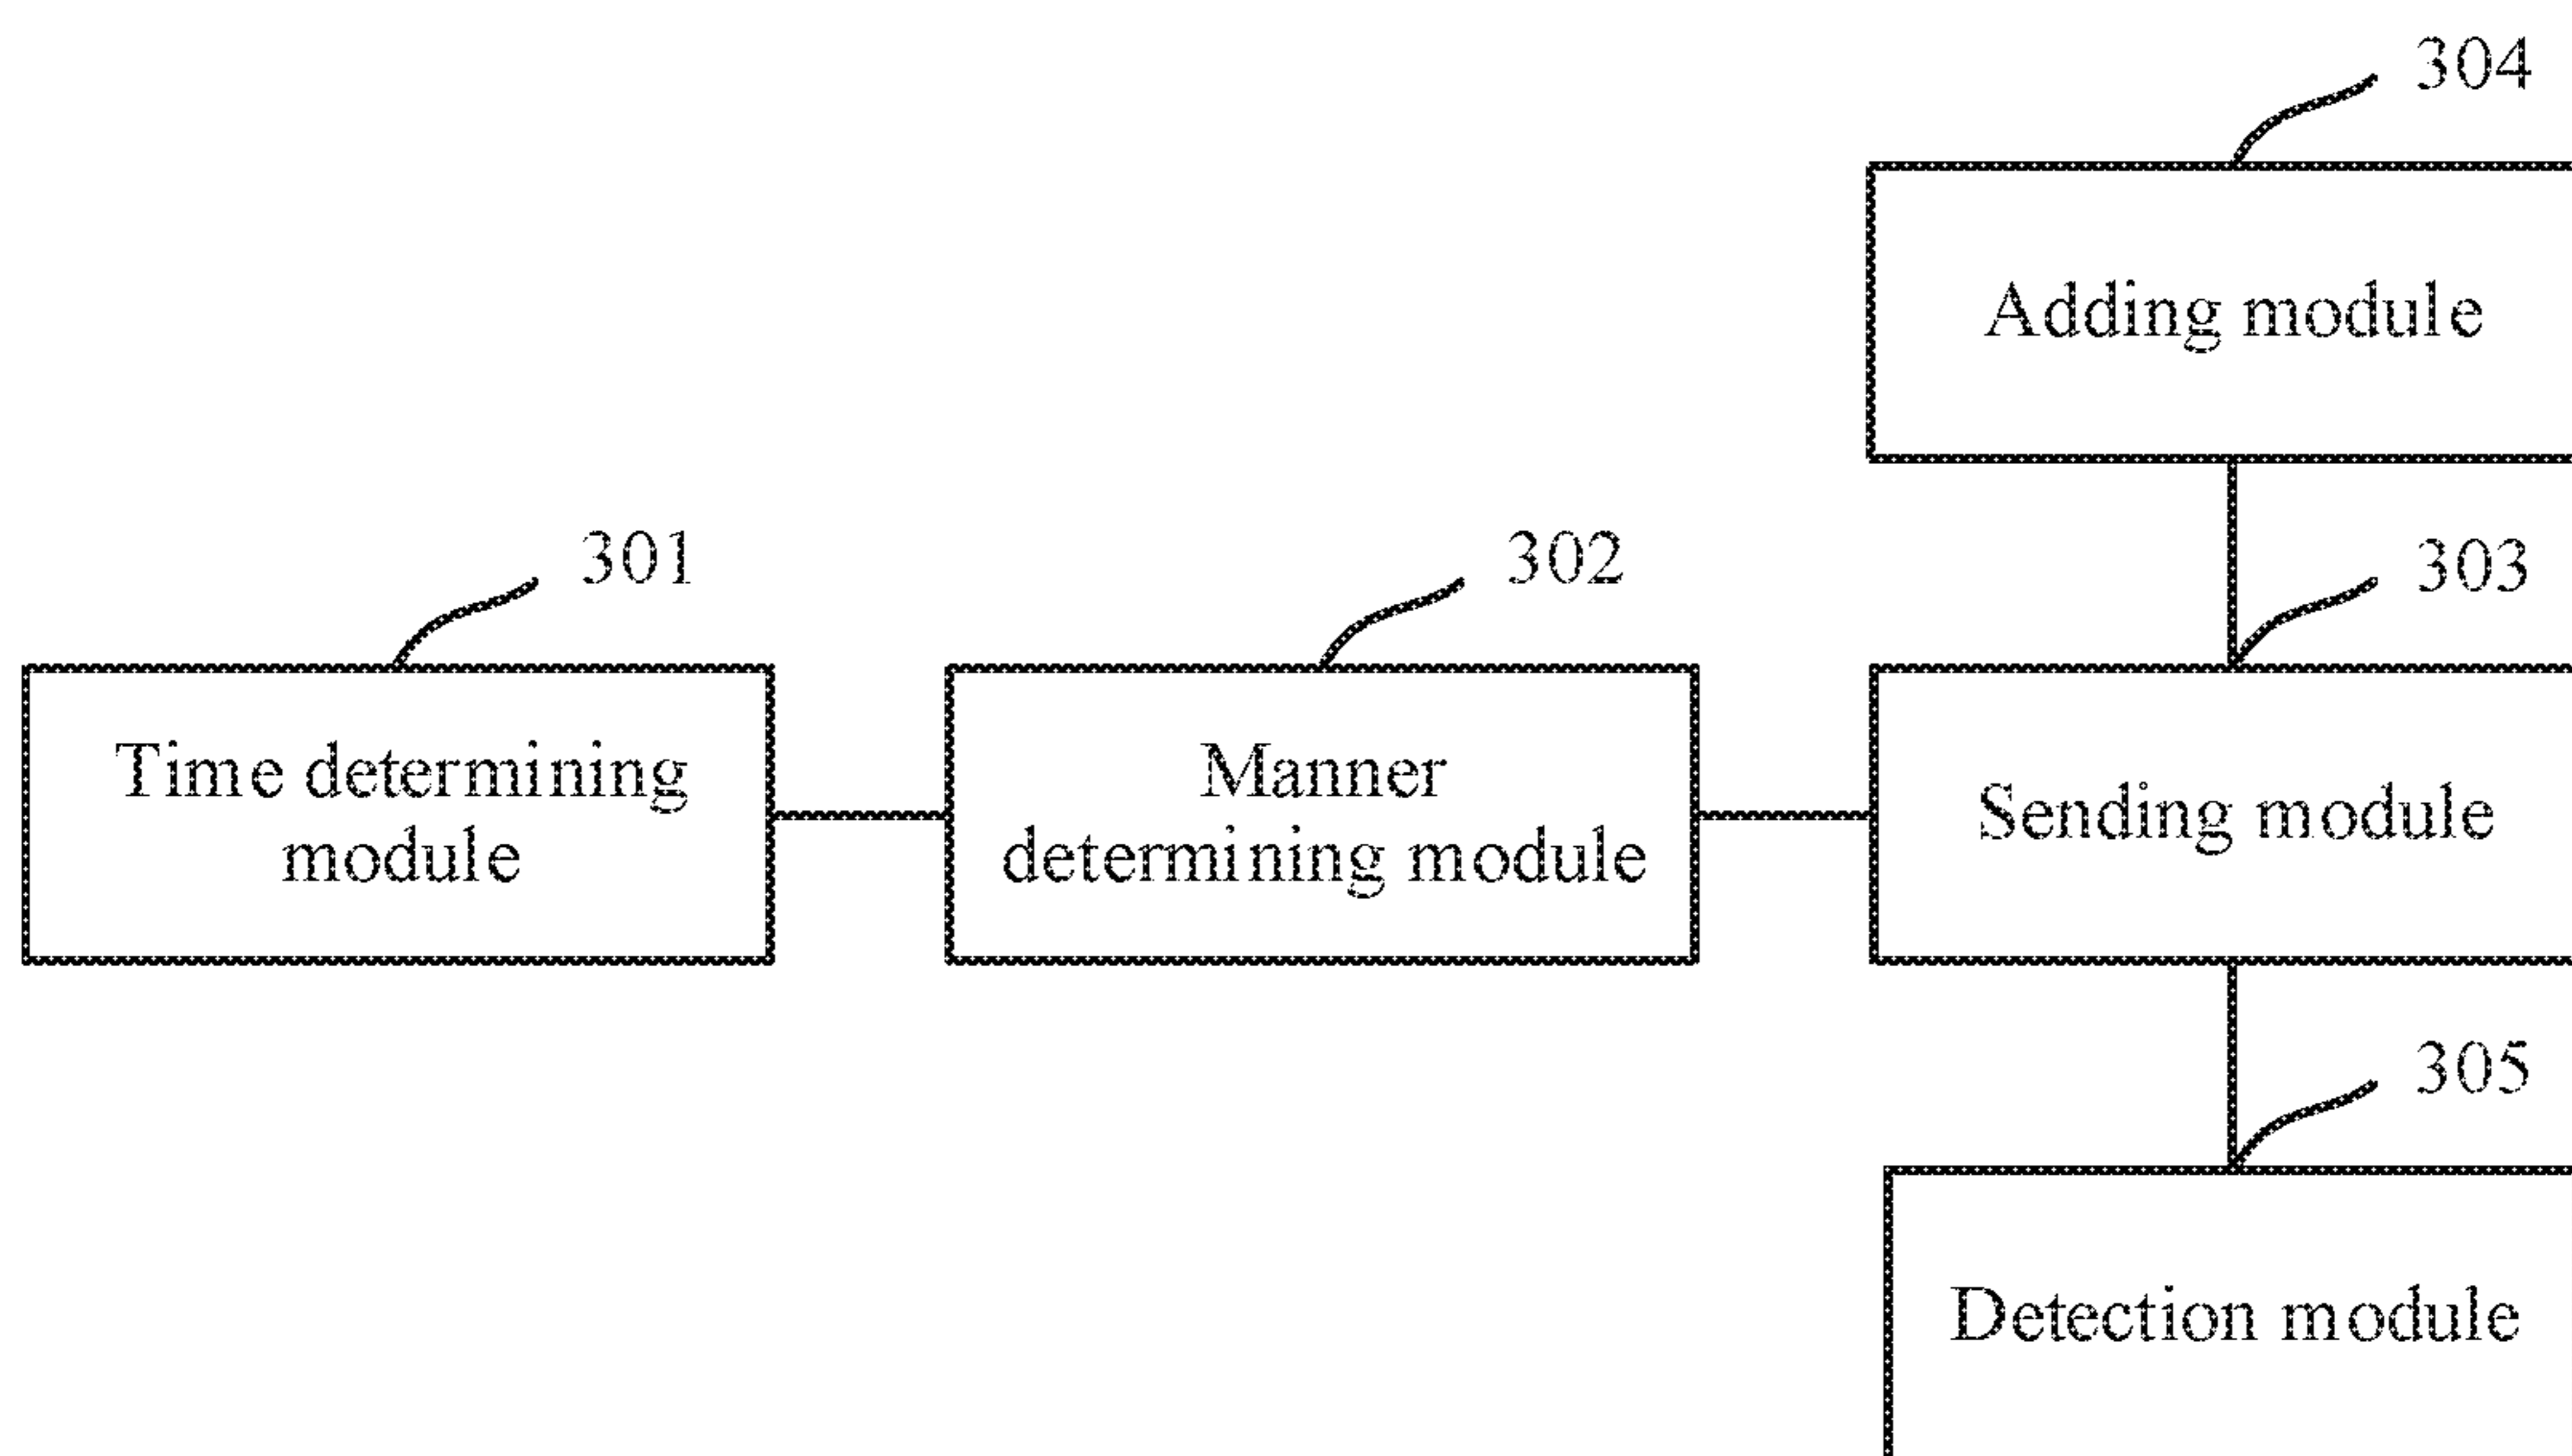 304
Adding module
301
302
303
Time determining
module
Manner
determining module
Sending module
305
Detection module